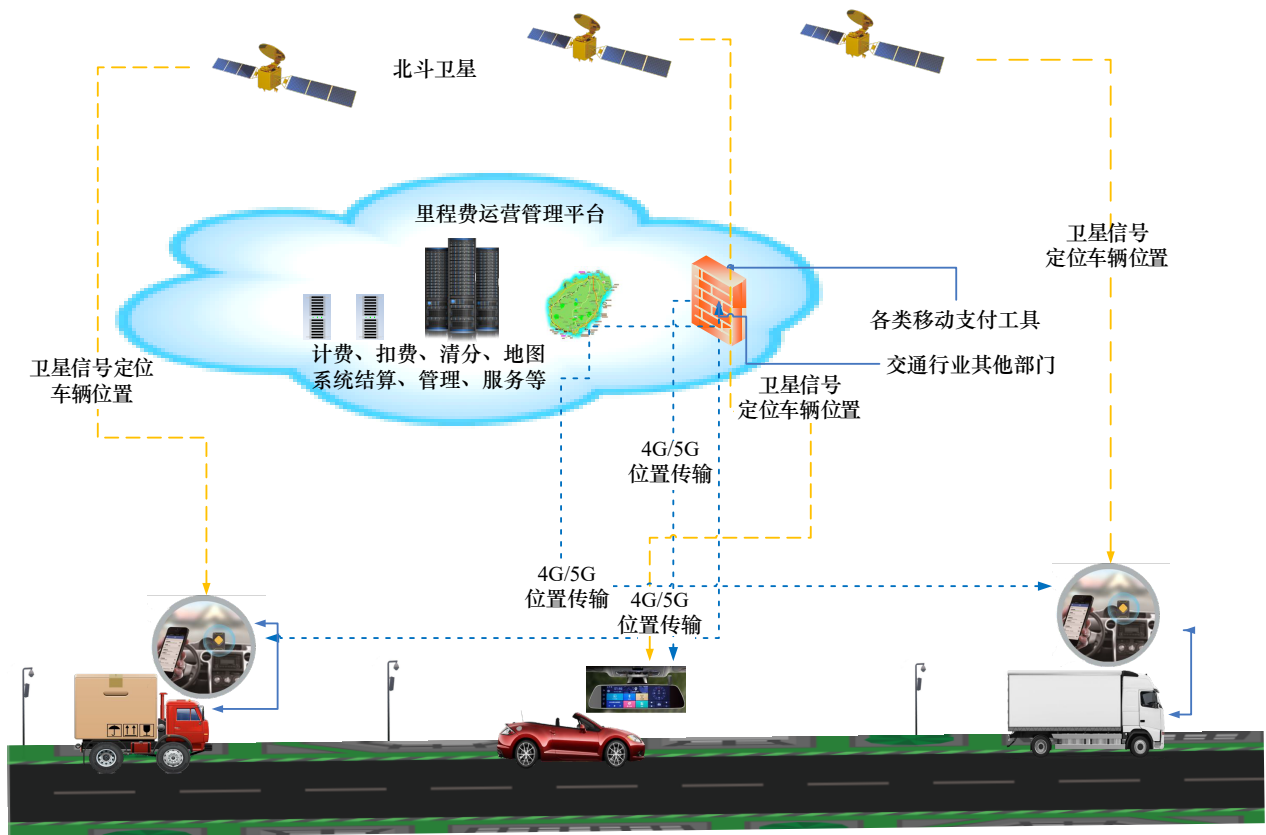 北斗卫星
里程费运营管理平台
卫星信号
定位车辆位置
各类移动支付工具
计费、扣费、清分、地图
系统结算、管理、服务等
交通行业其他部门
卫星信号定位
车辆位置
卫星信号
定位车辆位置
4G/5G
位置传输
4G/5G
位置传输
4G/5G
位置传输